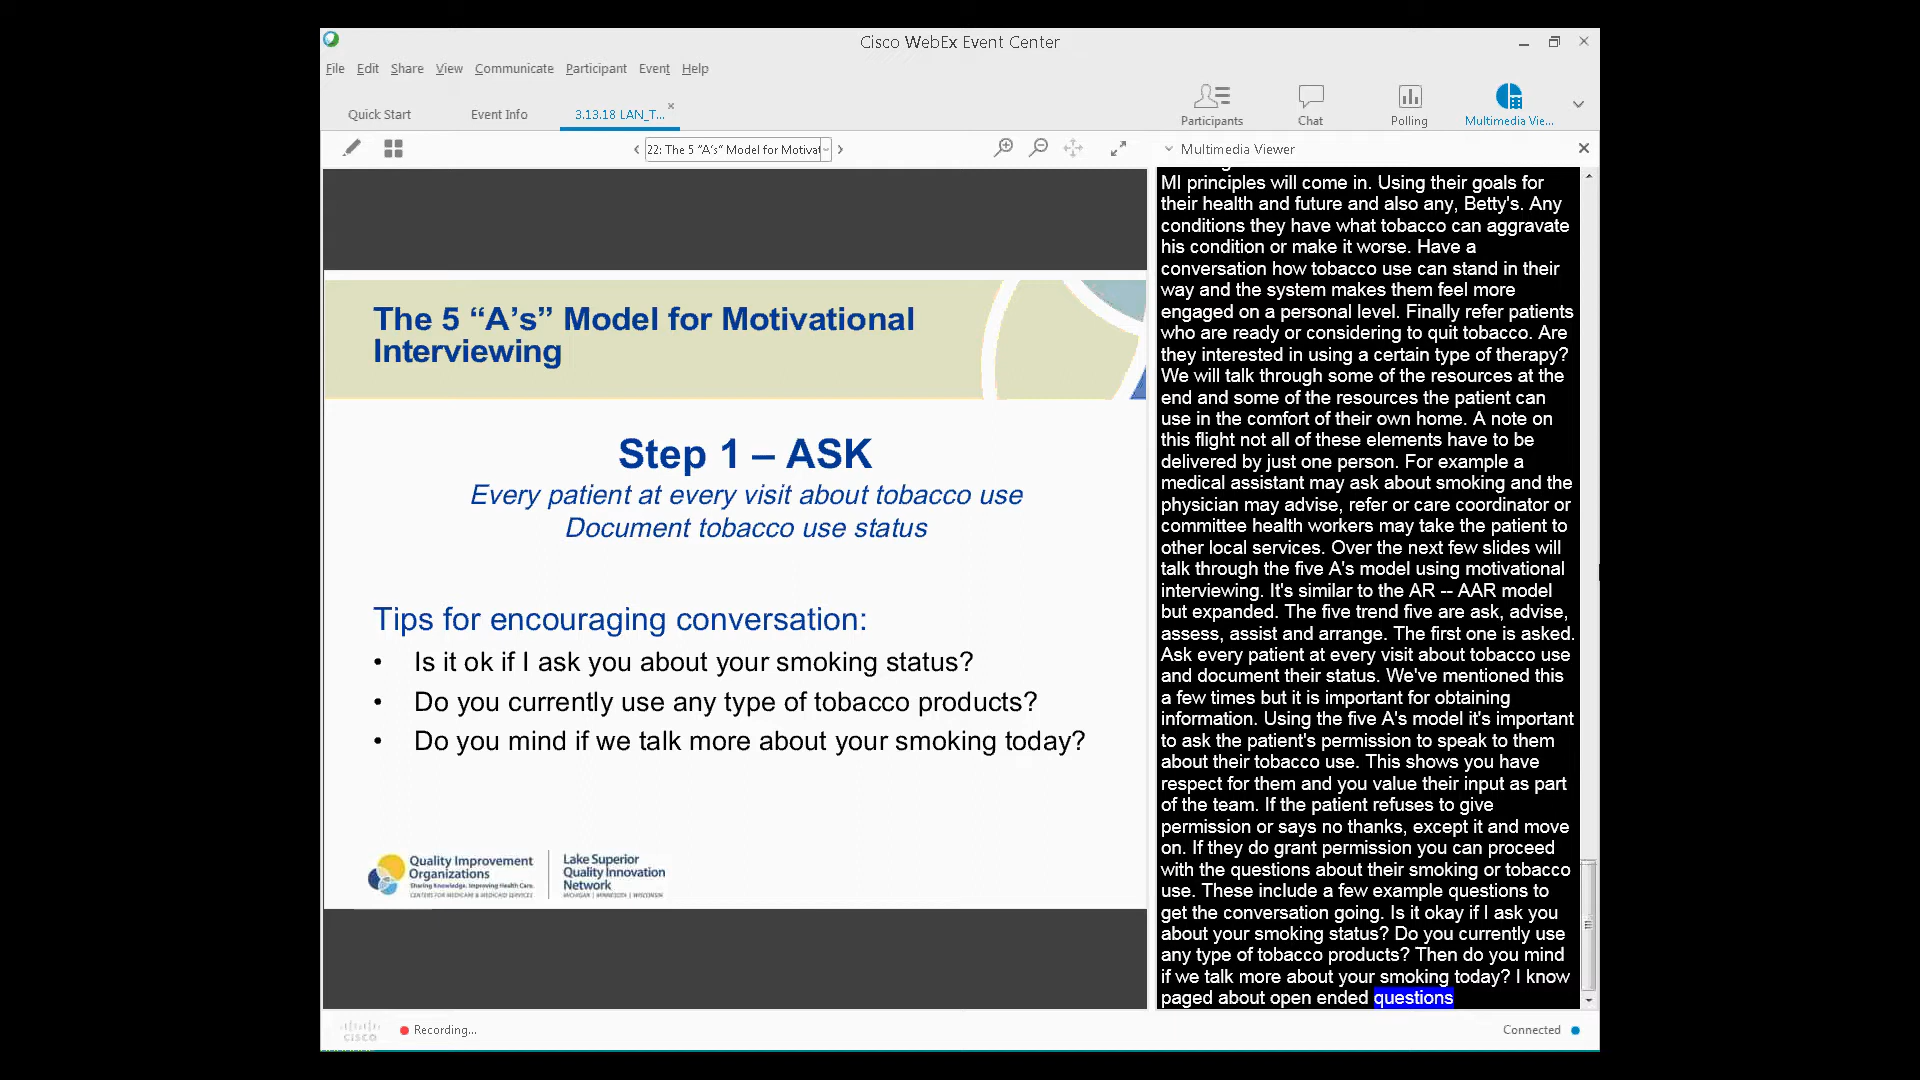 Cisco WebEx Event Center
File Edit Share View Communicate Participant Event Help
Quick Start Event Info 3.13.18 LAN_T... Participants Chat Polling Multimedia Vie...
22: The 5 "A's" Model for Motivat
The 5 “A’s” Model for Motivational
Interviewing
Step 1 – ASK
Every patient at every visit about tobacco use
Document tobacco use status
Tips for encouraging conversation:
• Is it ok if I ask you about your smoking status?
• Do you currently use any type of tobacco products?
• Do you mind if we talk more about your smoking today?
Quality Improvement
Organizations
Sharing Knowledge. Improving Health Care.
CENTERS FOR MEDICARE & MEDICAID SERVICES
Lake Superior
Quality Innovation
Network
MICHIGAN | MINNESOTA | WISCONSIN
Multimedia Viewer
MI principles will come in. Using their goals for
their health and future and also any, Betty's. Any
conditions they have what tobacco can aggravate
his condition or make it worse. Have a
conversation how tobacco use can stand in their
way and the system makes them feel more
engaged on a personal level. Finally refer patients
who are ready or considering to quit tobacco. Are
they interested in using a certain type of therapy?
We will talk through some of the resources at the
end and some of the resources the patient can
use in the comfort of their own home. A note on
this flight not all of these elements have to be
delivered by just one person. For example a
medical assistant may ask about smoking and the
physician may advise, refer or care coordinator or
committee health workers may take the patient to
other local services. Over the next few slides will
talk through the five A's model using motivational
interviewing. It's similar to the AR -- AAR model
but expanded. The five trend five are ask, advise,
assess, assist and arrange. The first one is asked.
Ask every patient at every visit about tobacco use
and document their status. We've mentioned this
a few times but it is important for obtaining
information. Using the five A's model it's important
to ask the patient's permission to speak to them
about their tobacco use. This shows you have
respect for them and you value their input as part
of the team. If the patient refuses to give
permission or says no thanks, except it and move
on. If they do grant permission you can proceed
with the questions about their smoking or tobacco
use. These include a few example questions to
get the conversation going. Is it okay if I ask you
about your smoking status? Do you currently use
any type of tobacco products? Then do you mind
if we talk more about your smoking today? I know
paged about open ended questions
cisco
Recording...
Connected